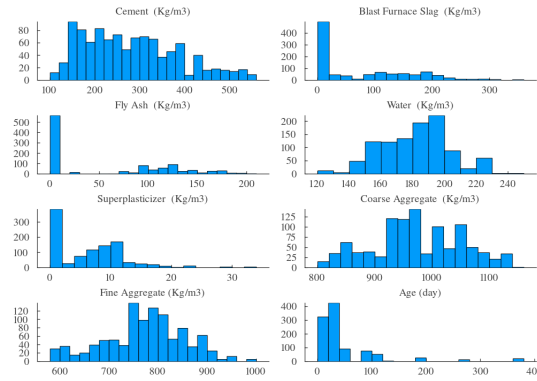 Cement (Kg/m3)
80
60
40
20
0
100 200 300 400 500
Blast Furnace Slag (Kg/m3)
400
300
200
100
0
0 100 200 300
Fly Ash (Kg/m3)
500
400
300
200
100
0
0 50 100 150 200
Water (Kg/m3)
200
150
100
50
0
120 140 160 180 200 220 240
Superplasticizer (Kg/m3)
300
200
100
0
0 10 20 30
Coarse Aggregate (Kg/m3)
125
100
75
50
25
0
800 900 1000 1100
Fine Aggregate (Kg/m3)
120
100
80
60
40
20
0
600 700 800 900 1000
Age (day)
400
300
200
100
0
0 100 200 300 40